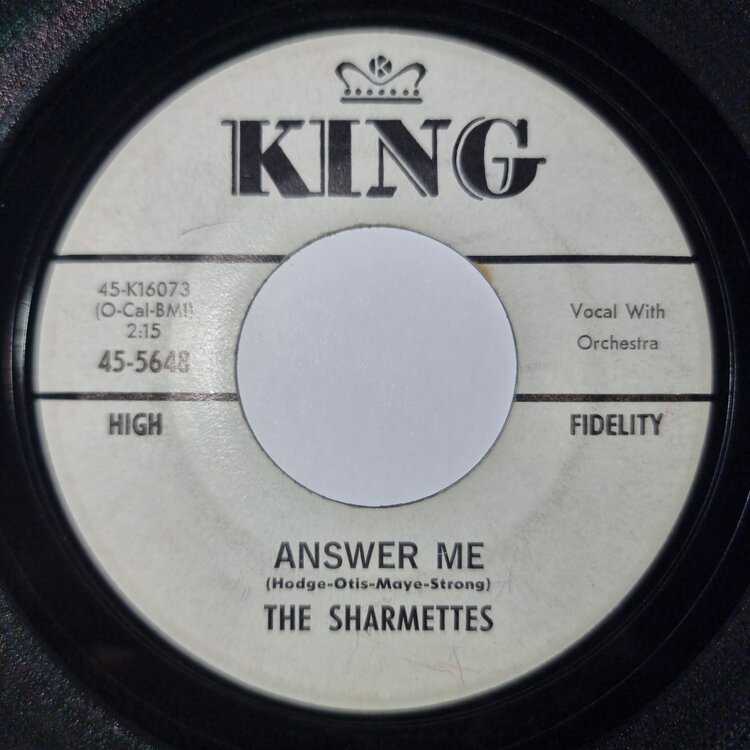 K
KING
45-K16073
(O-Cal-BMI)
2:15
45-5648
Vocal With
Orchestra
HIGH
FIDELITY
ANSWER ME
(Hodge-Otis-Maye-Strong)
THE SHARMETTES